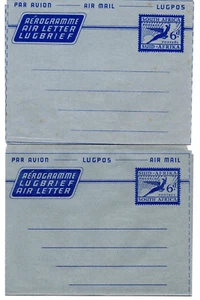 PAR AVION AIR MAIL LUGPOS
AÉROGRAMME
AIR LETTER
LUGBRIEF
SOUTH AFRICA
6d
SUID-AFRIKA
PAR AVION LUGPOS AIR MAIL
AÉROGRAMME
LUGBRIEF
AIR LETTER
SUID-AFRIKA
6d
SOUTH AFRICA